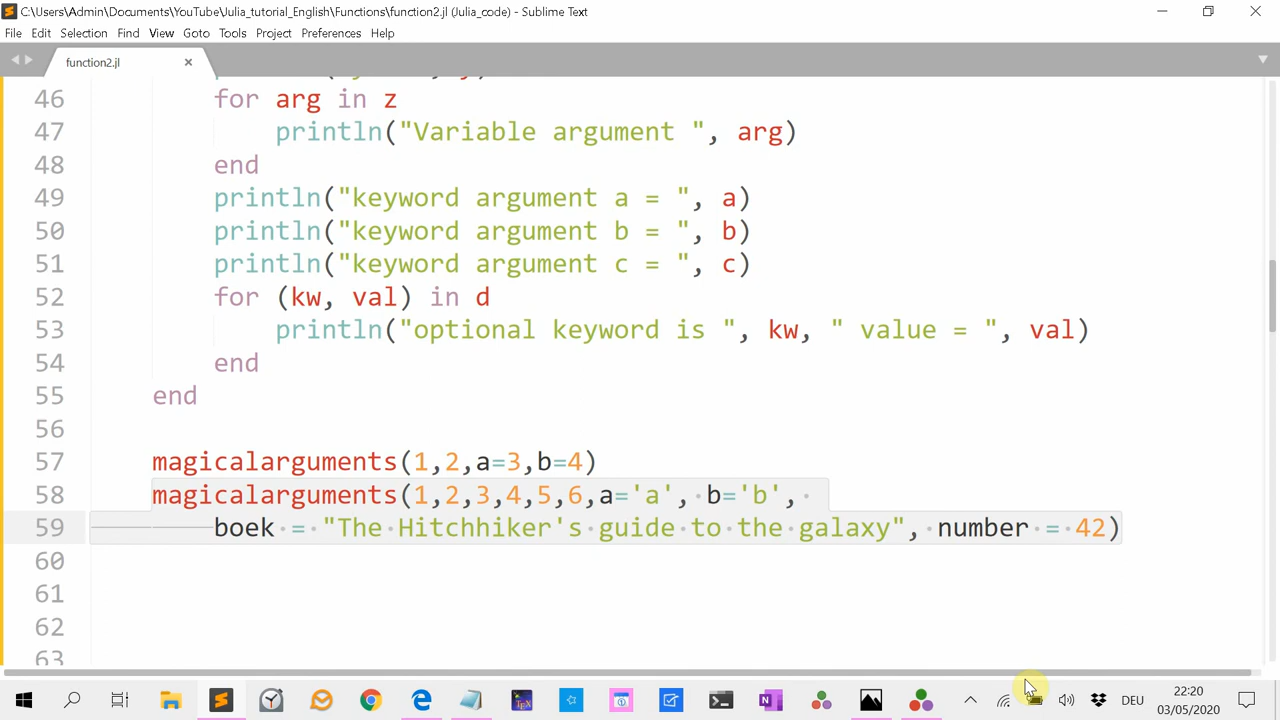 C:\Users\Admin\Documents\YouTube\Julia_tutorial_English\Functions\function2.jl (Julia_code) - Sublime Text
File Edit Selection Find View Goto Tools Project Preferences Help
function2.jl
46 for arg in z
47 println("Variable argument ", arg)
48 end
49 println("keyword argument a = ", a)
50 println("keyword argument b = ", b)
51 println("keyword argument c = ", c)
52 for (kw, val) in d
53 println("optional keyword is ", kw, " value = ", val)
54 end
55 end
56
57 magicalarguments(1,2,a=3,b=4)
58 magicalarguments(1,2,3,4,5,6,a='a', b='b',
59 boek = "The Hitchhiker's guide to the galaxy", number = 42)
60
61
62
63
DEU
22:20
03/05/2020